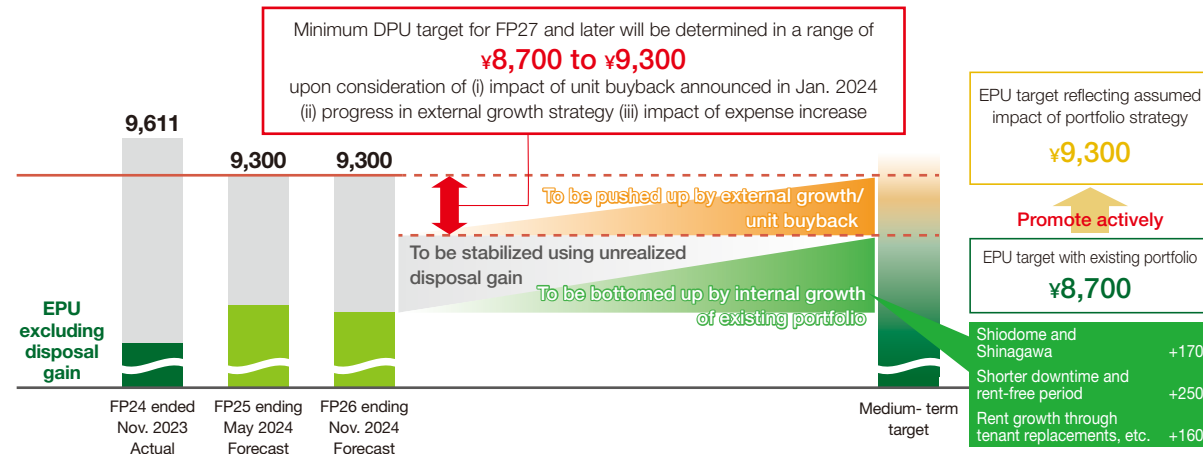 Minimum DPU target for FP27 and later will be determined in a range of
¥8,700 to ¥9,300
upon consideration of (i) impact of unit buyback announced in Jan. 2024
(ii) progress in external growth strategy (iii) impact of expense increase
9,611
9,300
9,300
EPU target reflecting assumed
impact of portfolio strategy
¥9,300
Promote actively
EPU target with existing portfolio
¥8,700
To be pushed up by external growth/
unit buyback
To be stabilized using unrealized
disposal gain
To be bottomed up by internal growth
of existing portfolio
EPU
excluding
disposal
gain
Shiodome and
Shinagawa +170
Shorter downtime and
rent-free period +250
Rent growth through
tenant replacements, etc. +160
FP24 ended
Nov. 2023
Actual
FP25 ending
May 2024
Forecast
FP26 ending
Nov. 2024
Forecast
Medium- term
target